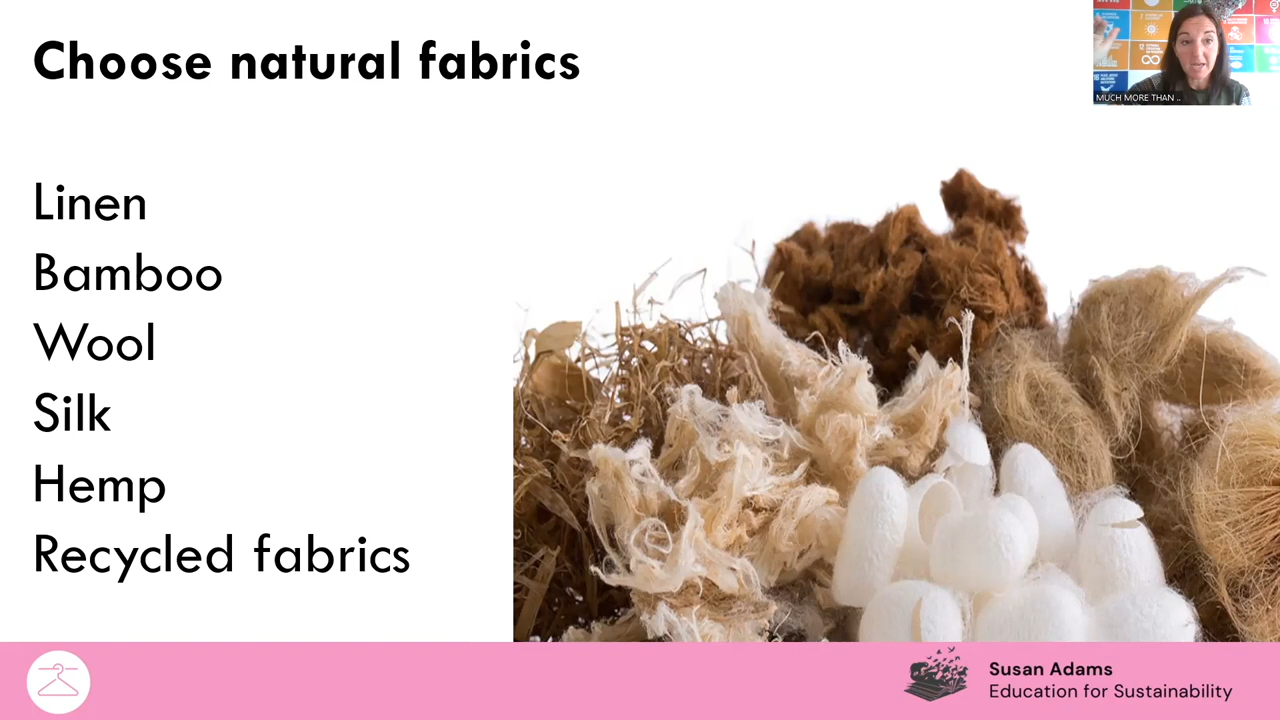 Choose natural fabrics
MUCH MORE THAN ..
Linen
Bamboo
Wool
Silk
Hemp
Recycled fabrics
Susan Adams
Education for Sustainability